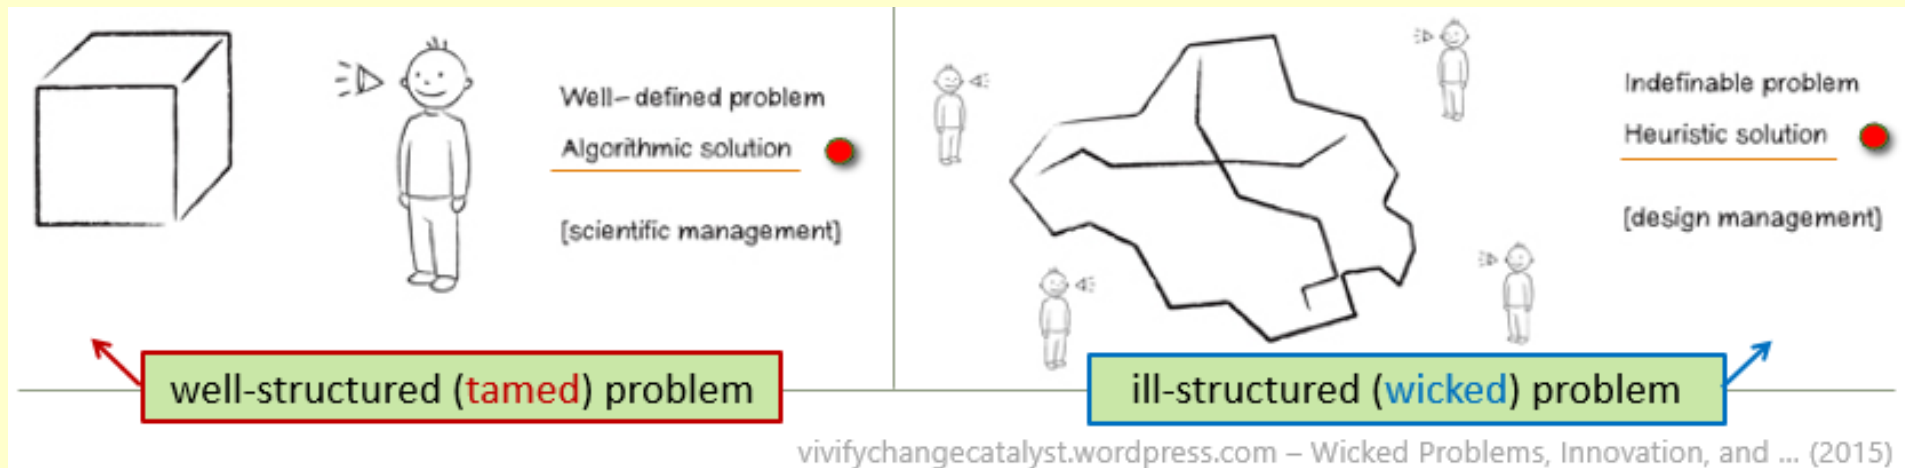 Well-defined problem
Algorithmic solution
[scientific management]
Indefinable problem
Heuristic solution
[design management]
well-structured (tamed) problem
ill-structured (wicked) problem
vivifychangecatalyst.wordpress.com – Wicked Problems, Innovation, and ... (2015)